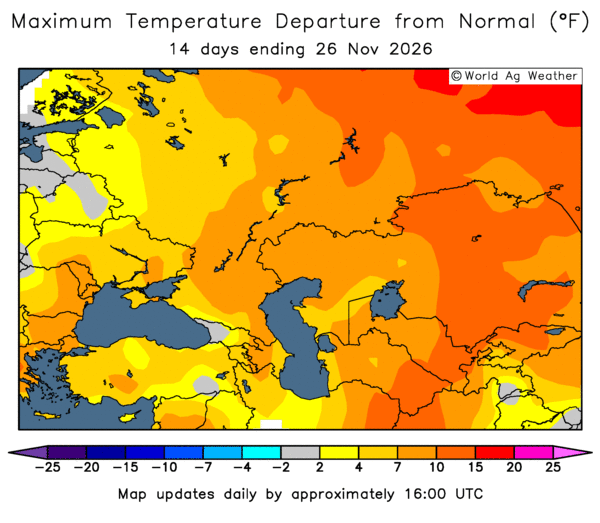 Maximum Temperature Departure from Normal (°F)
14 days ending 26 Nov 2026
©World Ag Weather
-25 -20 -15 -10 -7 -4 -2 2 4 7 10 15 20 25
Map updates daily by approximately 16:00 UTC